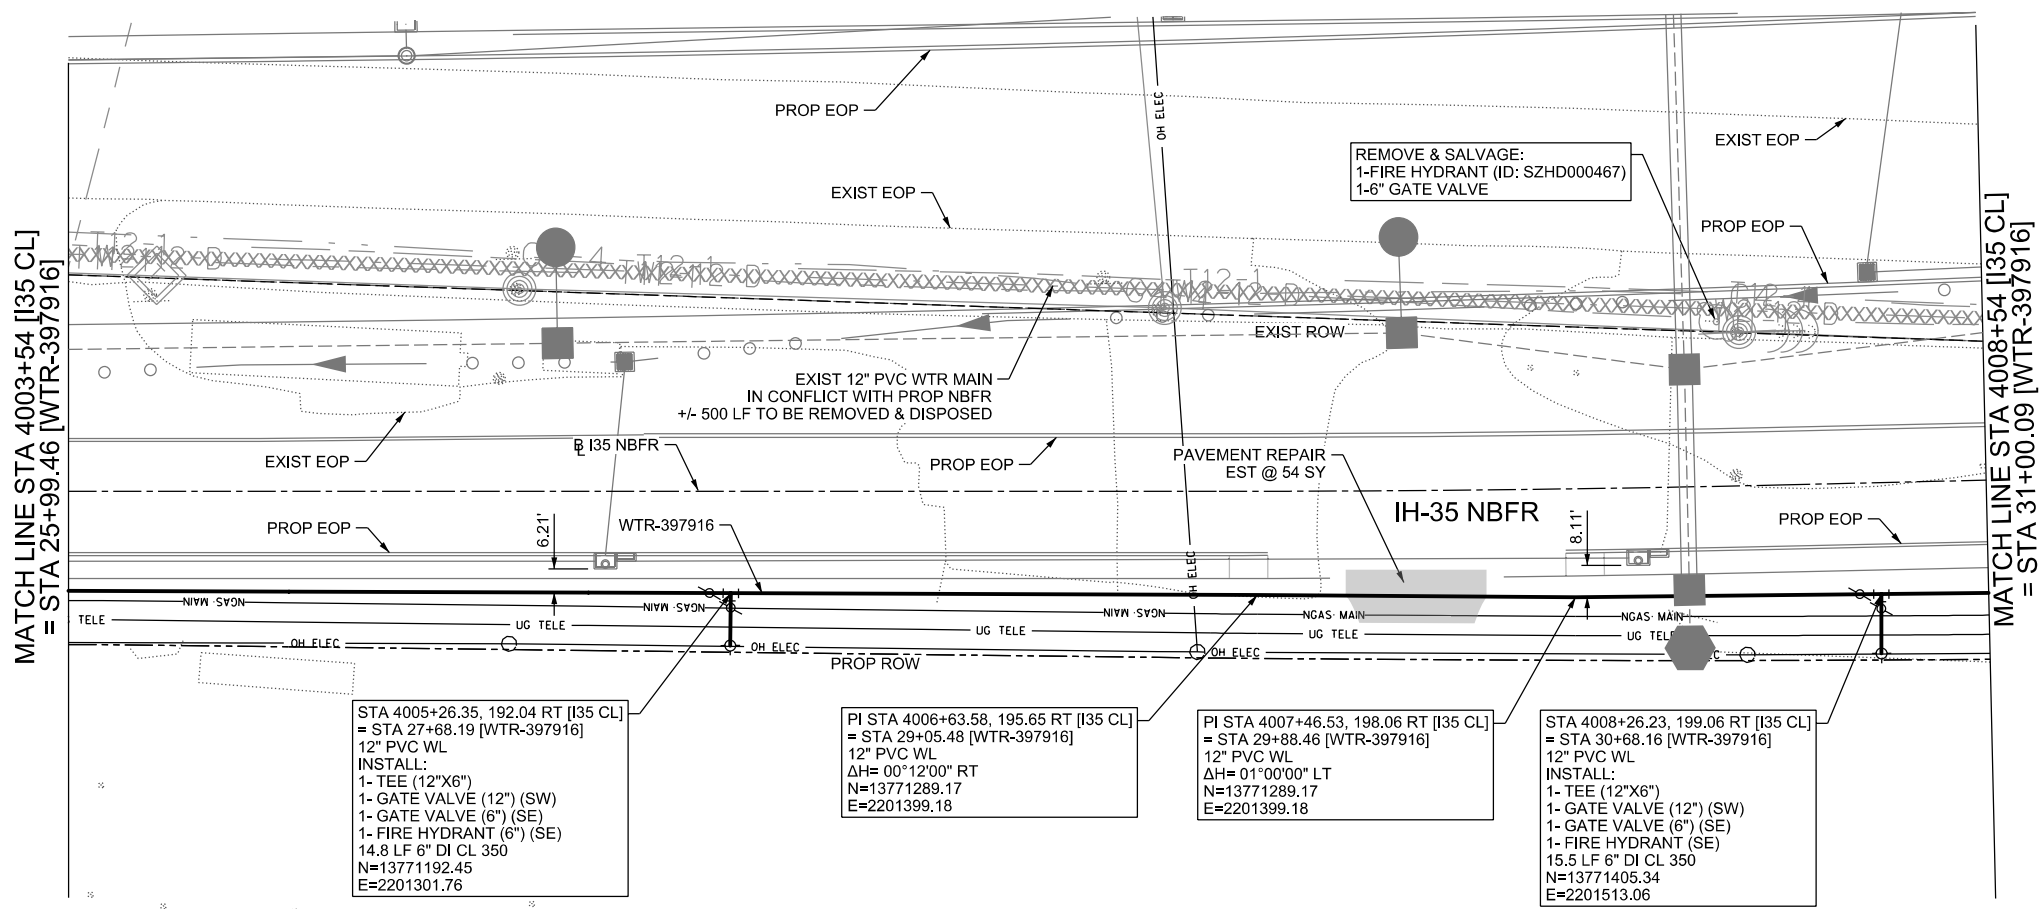 PROP EOP
OH ELEC
EXIST EOP
REMOVE & SALVAGE:
1-FIRE HYDRANT (ID: SZHD000467)
1-6" GATE VALVE
EXIST EOP
PROP EOP
MATCH LINE STA 4003+54 [I35 CL]
= STA 25+99.46 [WTR-397916]
MATCH LINE STA 4008+54 [I35 CL]
= STA 31+00.09 [WTR-397916]
EXIST ROW
EXIST 12" PVC WTR MAIN
IN CONFLICT WITH PROP NBFR
+/- 500 LF TO BE REMOVED & DISPOSED
EXIST EOP
BL I35 NBFR
PROP EOP
PAVEMENT REPAIR
EST @ 54 SY
IH-35 NBFR
PROP EOP
6.21'
WTR-397916
8.11'
PROP EOP
OH ELEC
NGAS MAIN
NGAS MAIN
NGAS MAIN
NGAS MAIN
NGAS MAIN
TELE
UG TELE
UG TELE
UG TELE
UG TELE
OH ELEC
OH ELEC
OH ELEC
PROP ROW
STA 4005+26.35, 192.04 RT [I35 CL]
= STA 27+68.19 [WTR-397916]
12" PVC WL
INSTALL:
1- TEE (12"X6")
1- GATE VALVE (12") (SW)
1- GATE VALVE (6") (SE)
1- FIRE HYDRANT (6") (SE)
14.8 LF 6" DI CL 350
N=13771192.45
E=2201301.76
PI STA 4006+63.58, 195.65 RT [I35 CL]
= STA 29+05.48 [WTR-397916]
12" PVC WL
ΔH= 00°12'00" RT
N=13771289.17
E=2201399.18
PI STA 4007+46.53, 198.06 RT [I35 CL]
= STA 29+88.46 [WTR-397916]
12" PVC WL
ΔH= 01°00'00" LT
N=13771289.17
E=2201399.18
STA 4008+26.23, 199.06 RT [I35 CL]
= STA 30+68.16 [WTR-397916]
12" PVC WL
INSTALL:
1- TEE (12"X6")
1- GATE VALVE (12") (SW)
1- GATE VALVE (6") (SE)
1- FIRE HYDRANT (SE)
15.5 LF 6" DI CL 350
N=13771405.34
E=2201513.06